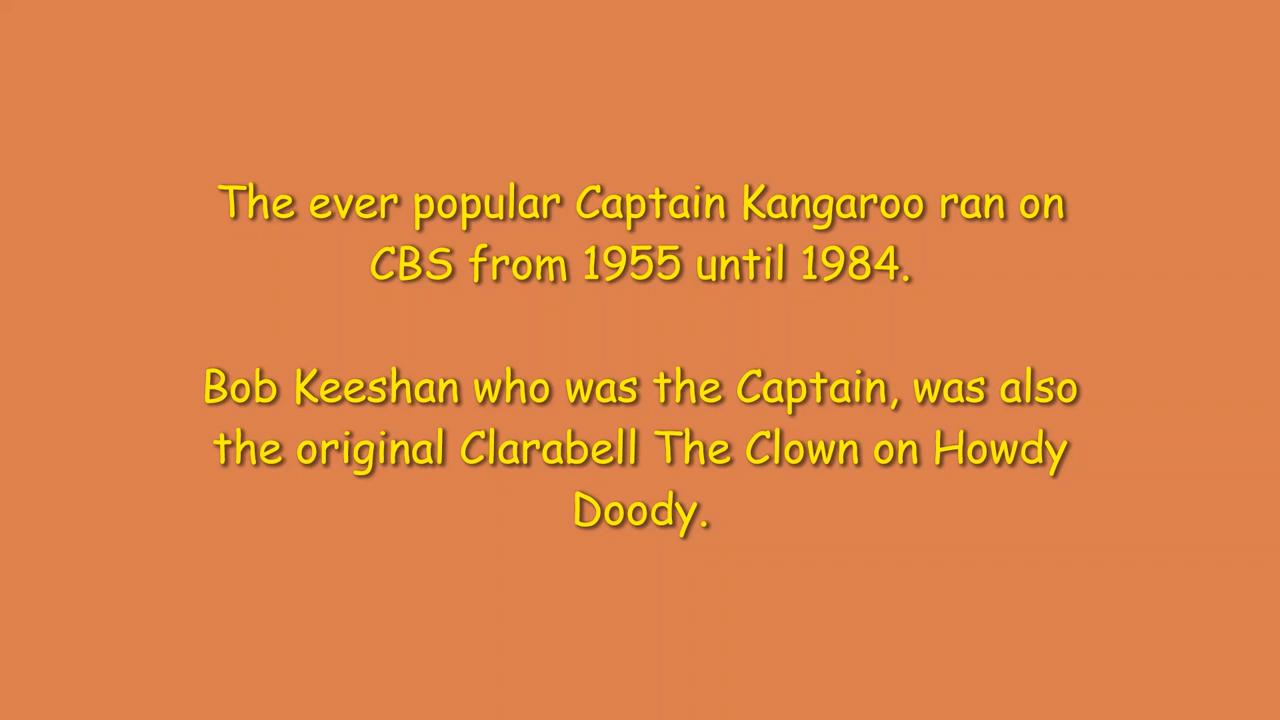 The ever popular Captain Kangaroo ran on
CBS from 1955 until 1984.
Bob Keeshan who was the Captain, was also
the original Clarabell The Clown on Howdy
Doody.